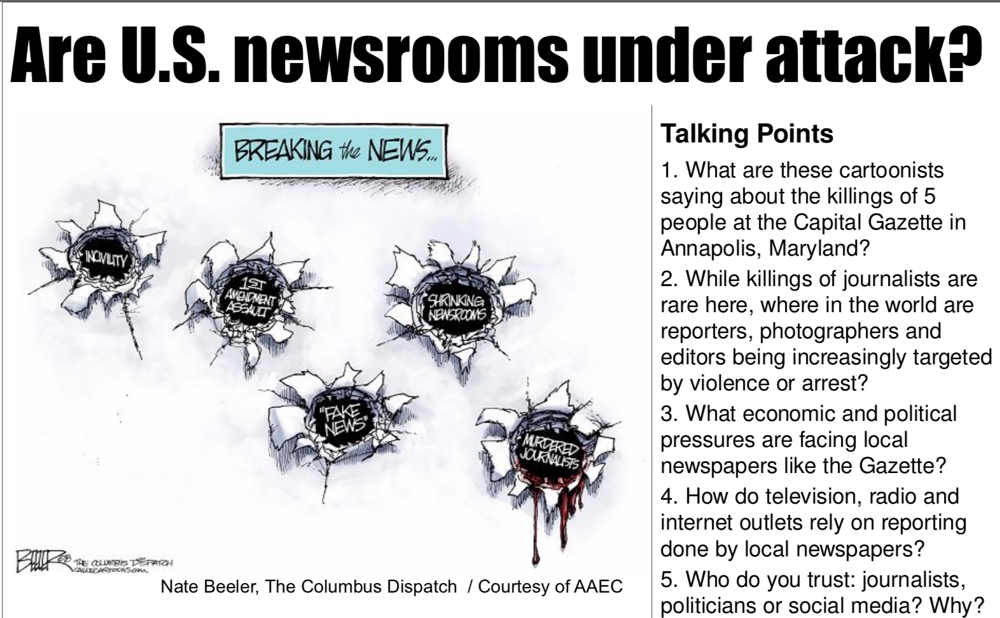 Are U.S. newsrooms under attack?
BREAKING the NEWS...
INCIVILITY
1ST
AMENDMENT
ASSAULT
SHRINKING
NEWSROOMS
"FAKE
NEWS"
MURDERED
JOURNALISTS
BEELER THE COLUMBUS DISPATCH
CAGLECARTOONS.com
Nate Beeler, The Columbus Dispatch / Courtesy of AAEC
Talking Points
1. What are these cartoonists
saying about the killings of 5
people at the Capital Gazette in
Annapolis, Maryland?
2. While killings of journalists are
rare here, where in the world are
reporters, photographers and
editors being increasingly targeted
by violence or arrest?
3. What economic and political
pressures are facing local
newspapers like the Gazette?
4. How do television, radio and
internet outlets rely on reporting
done by local newspapers?
5. Who do you trust: journalists,
politicians or social media? Why?